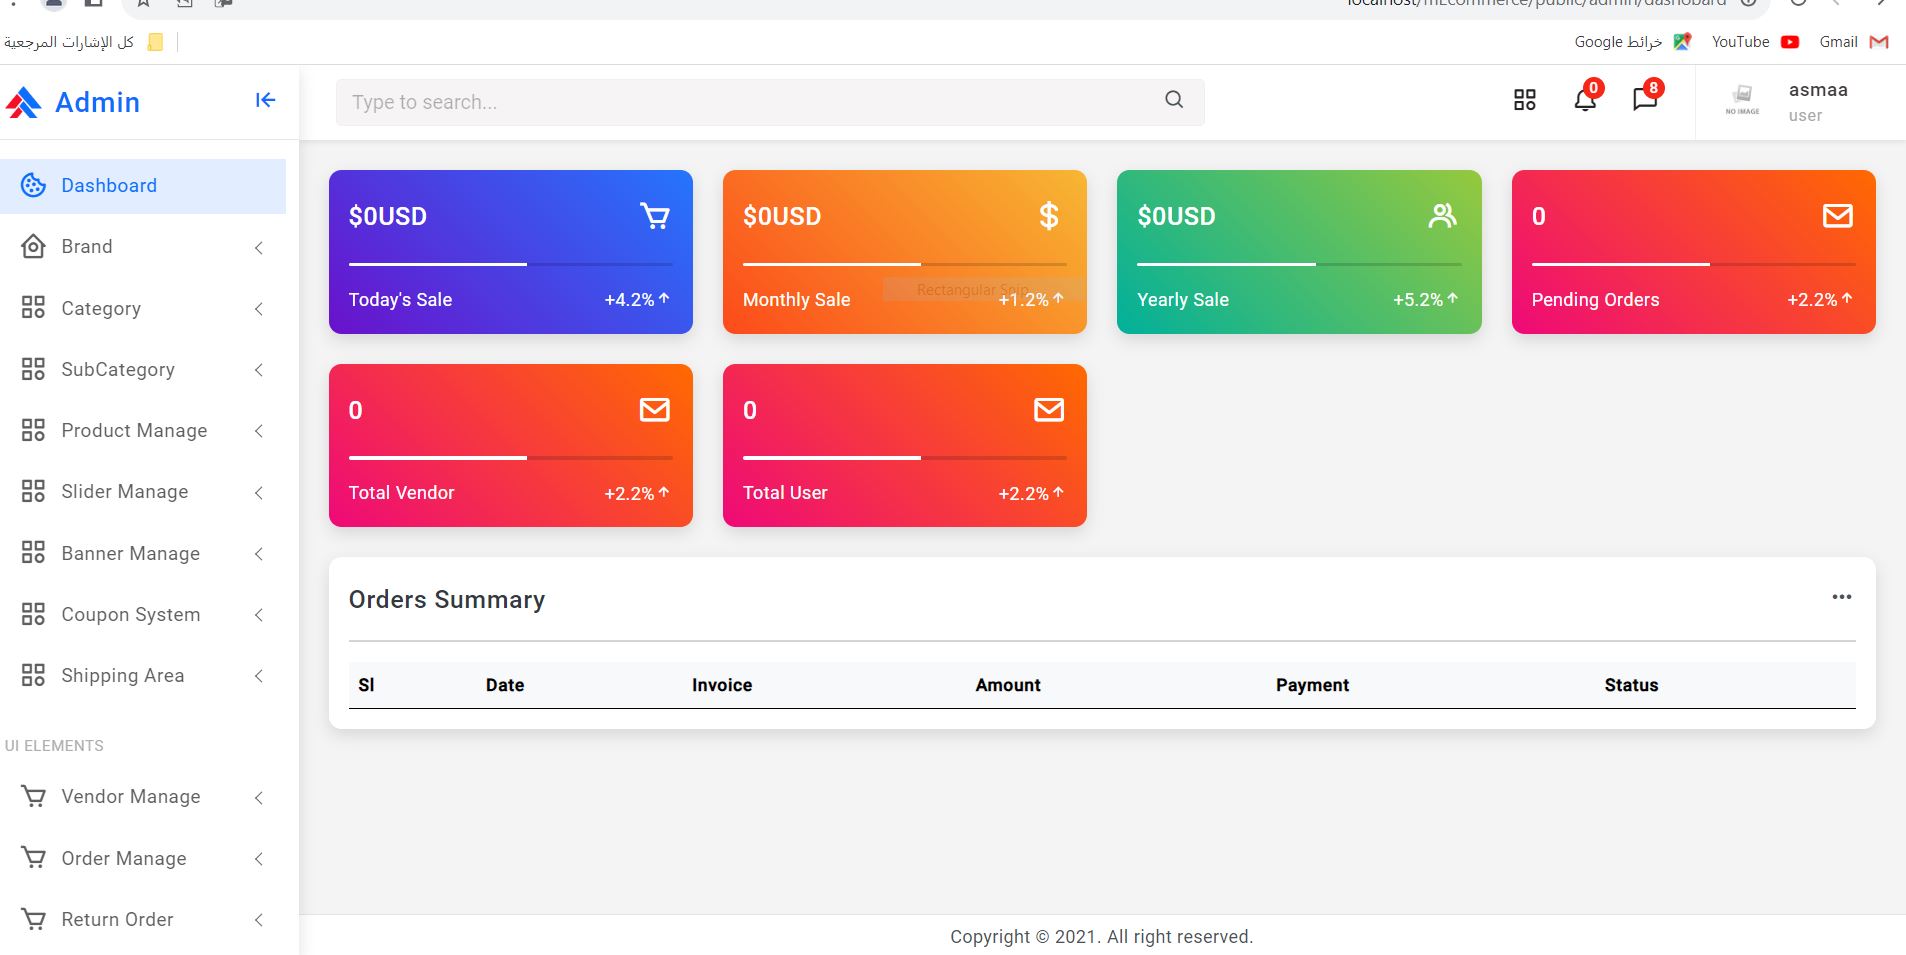 localhost/mEcommerce/public/admin/dashobard
كل الإشارات المرجعية
خرائط Google
YouTube
Gmail
Admin
Type to search...
0
8
NO IMAGE
asmaa
user
Dashboard
Brand
Category
SubCategory
Product Manage
Slider Manage
Banner Manage
Coupon System
Shipping Area
UI ELEMENTS
Vendor Manage
Order Manage
Return Order
$0USD
Today's Sale +4.2%
$0USD
Rectangular Snip
Monthly Sale +1.2%
$0USD
Yearly Sale +5.2%
0
Pending Orders +2.2%
0
Total Vendor +2.2%
0
Total User +2.2%
Orders Summary
Sl Date Invoice Amount Payment Status
Copyright © 2021. All right reserved.